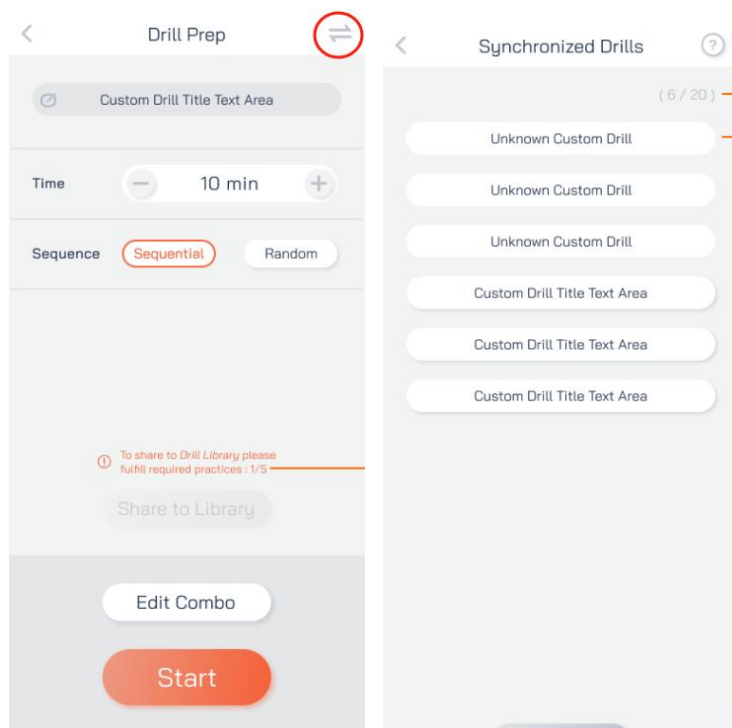 Drill Prep
Custom Drill Title Text Area
Time
10 min
Sequence
Sequential
Random
To share to Drill Library please
fulfill required practices : 1/5
Share to Library
Edit Combo
Start
Synchronized Drills
?
( 6 / 20 )
Unknown Custom Drill
Unknown Custom Drill
Unknown Custom Drill
Custom Drill Title Text Area
Custom Drill Title Text Area
Custom Drill Title Text Area